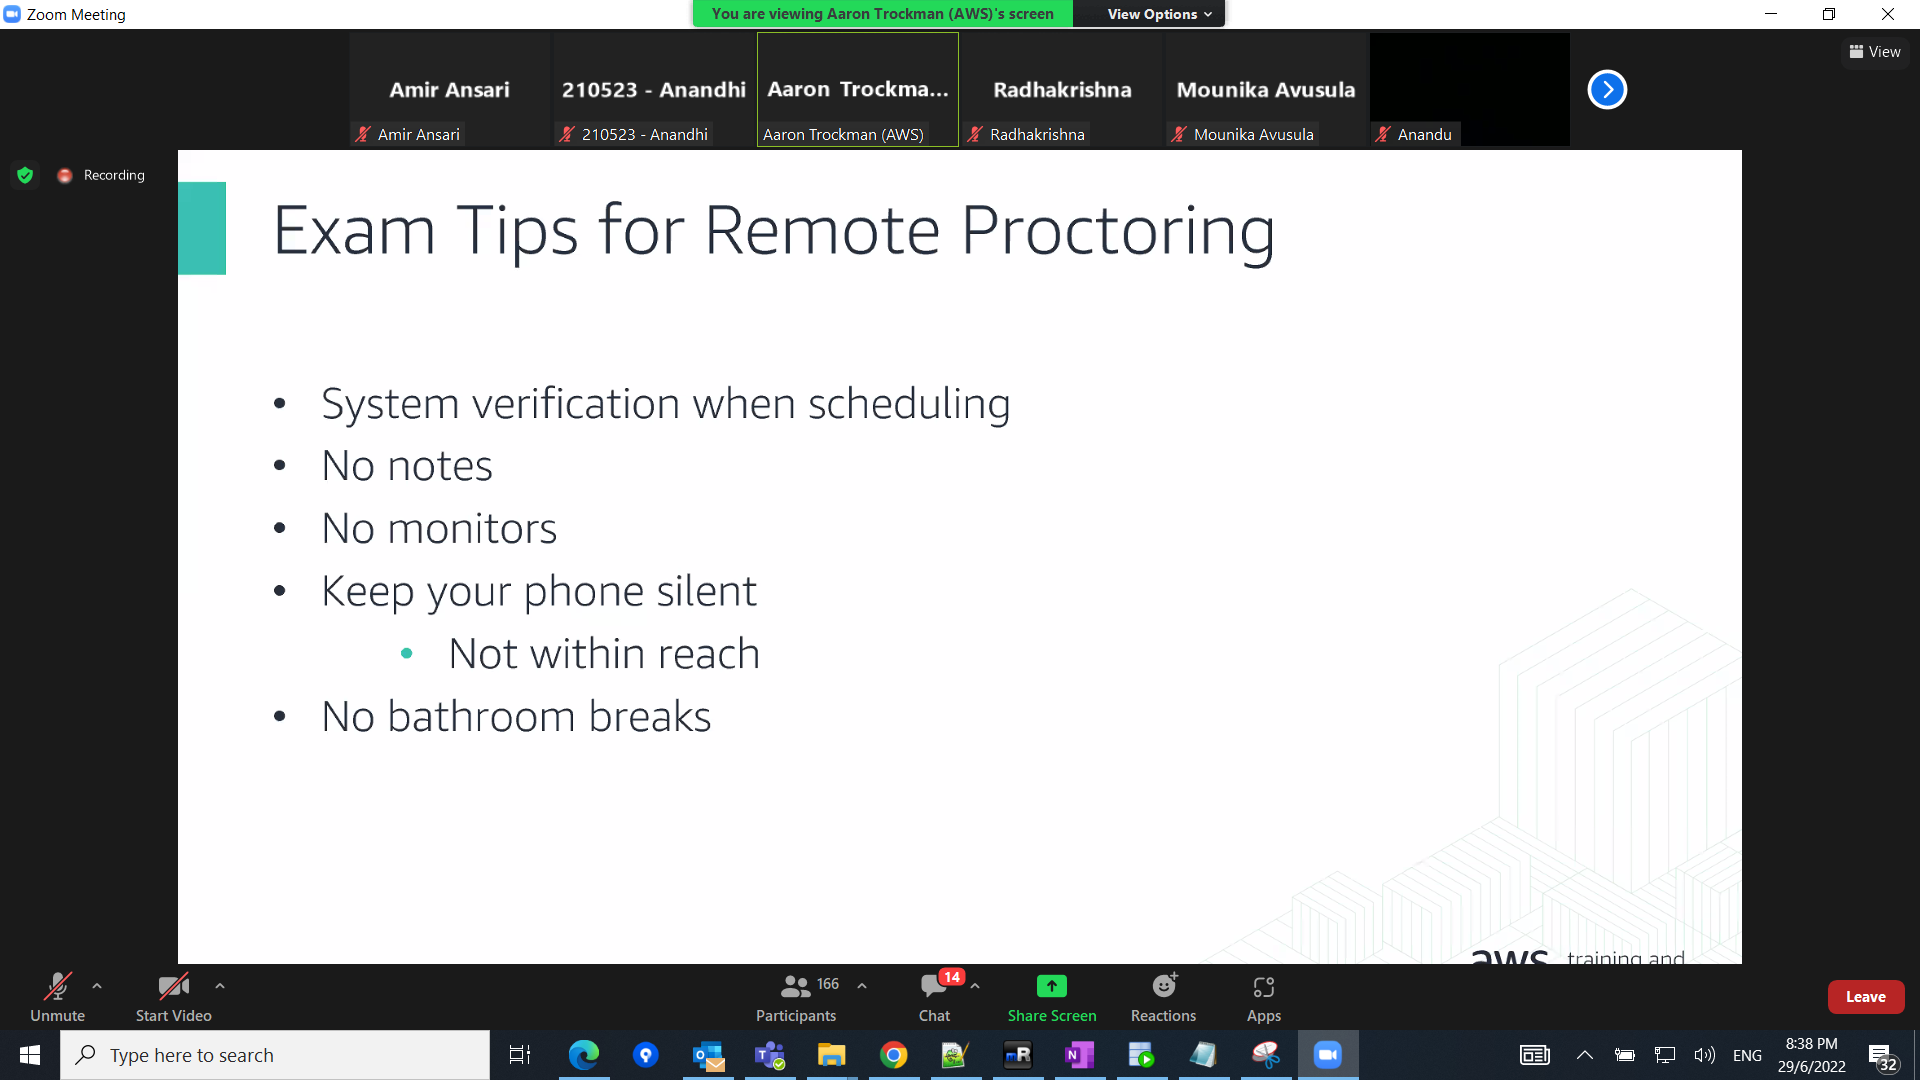 Zoom Meeting
You are viewing Aaron Trockman (AWS)'s screen
View Options
View
Amir Ansari
210523 - Anandhi
Aaron Trockma...
Radhakrishna
Mounika Avusula
Amir Ansari
210523 - Anandhi
Aaron Trockman (AWS)
Radhakrishna
Mounika Avusula
Anandu
Recording
Exam Tips for Remote Proctoring
• System verification when scheduling
• No notes
• No monitors
• Keep your phone silent
• Not within reach
• No bathroom breaks
aws training and
Unmute
Start Video
166
Participants
14
Chat
Share Screen
Reactions
Apps
Leave
Type here to search
mR
ENG
8:38 PM
29/6/2022
32